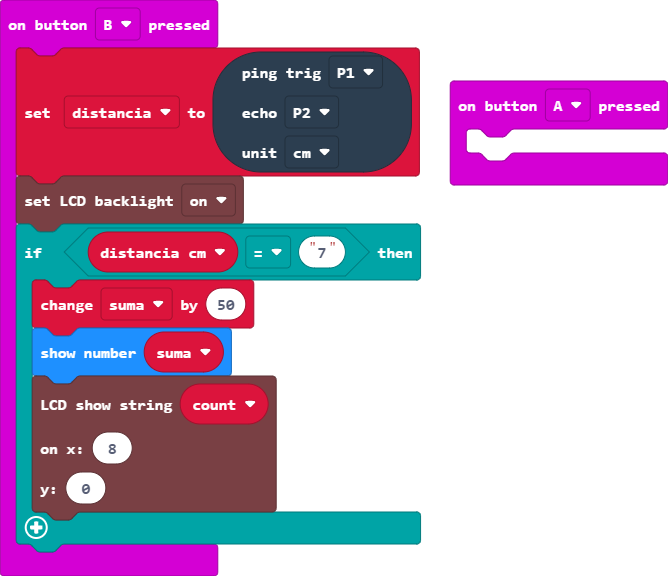 on button B pressed
set distancia to ping trig P1
echo P2
unit cm
set LCD backlight on
if distancia cm = "7" then
change suma by 50
show number suma
LCD show string count
on x: 8
y: 0
on button A pressed